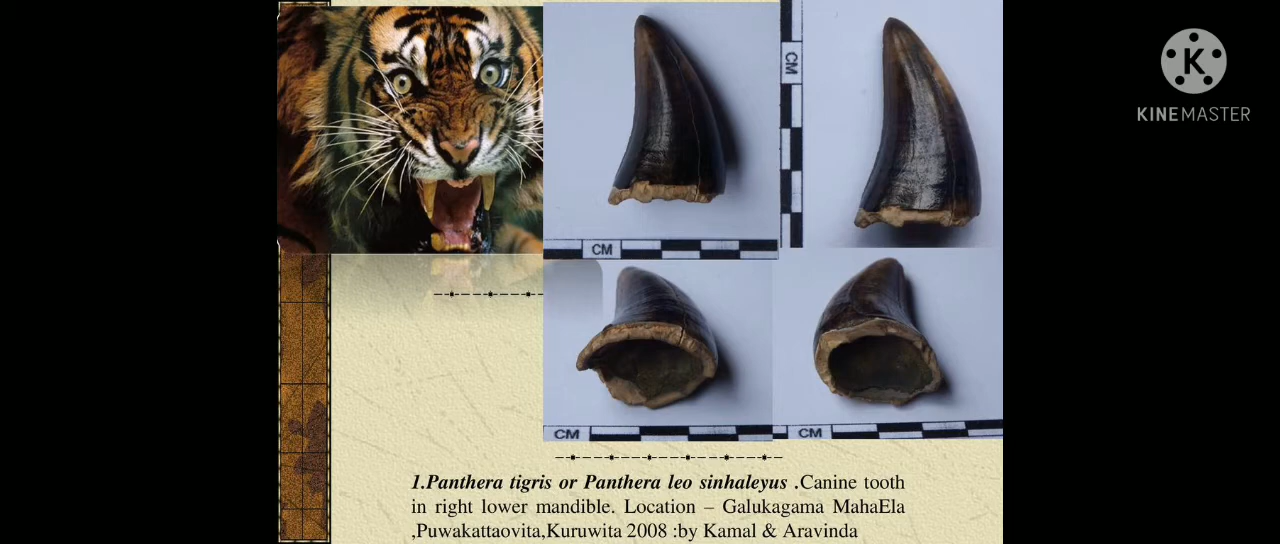 CM
K
KINEMASTER
CM
CM
CM
1.Panthera tigris or Panthera leo sinhaleyus .Canine tooth
in right lower mandible. Location – Galukagama MahaEla
,Puwakattaovita,Kuruwita 2008 :by Kamal & Aravinda